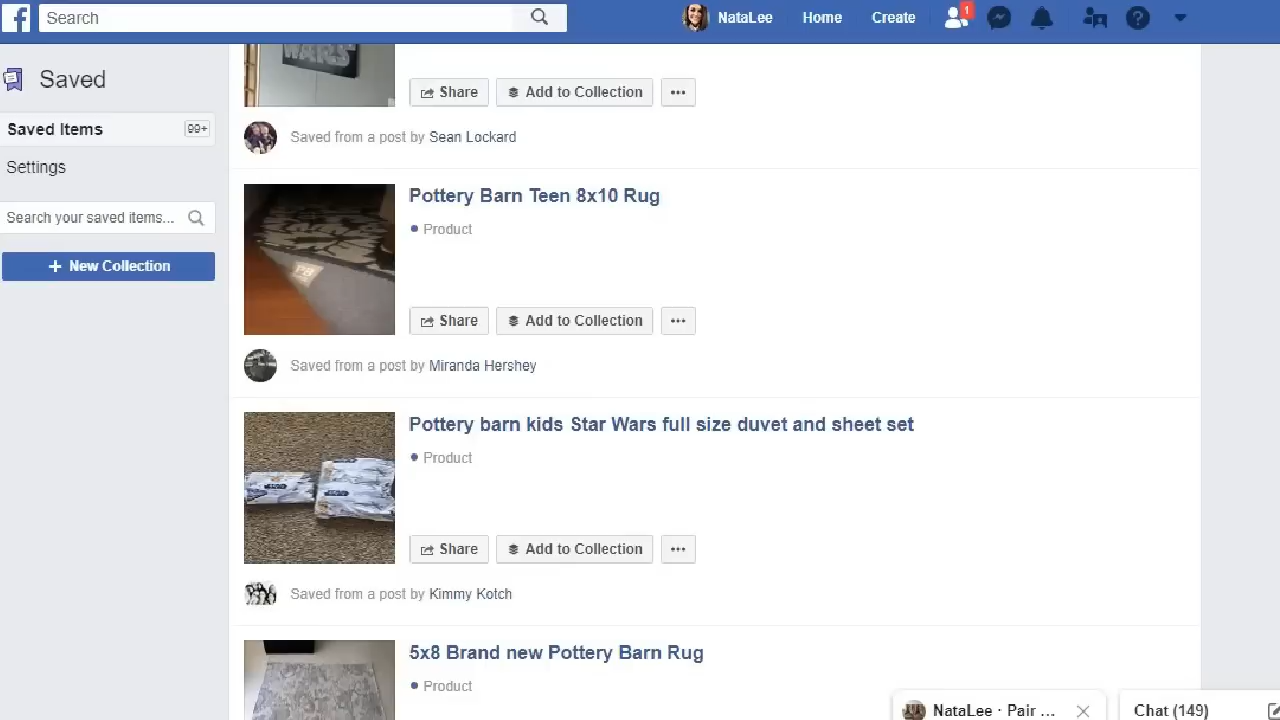 f Search NataLee Home Create 1 ?
Saved
Saved Items 99+
Settings
Search your saved items...
+ New Collection
Share Add to Collection ...
Saved from a post by Sean Lockard
Pottery Barn Teen 8x10 Rug
Product
Share Add to Collection ...
Saved from a post by Miranda Hershey
Pottery barn kids Star Wars full size duvet and sheet set
Product
Share Add to Collection ...
Saved from a post by Kimmy Kotch
5x8 Brand new Pottery Barn Rug
Product
NataLee · Pair ...
Chat (149)